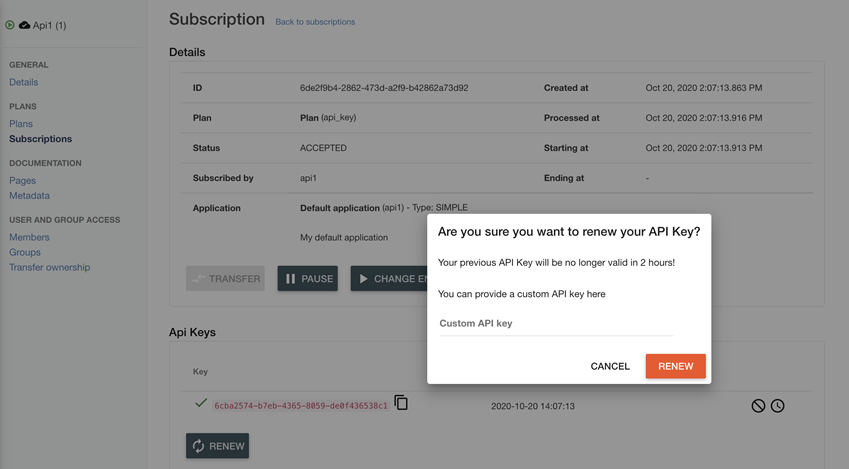 Api1 (1)
Subscription Back to subscriptions
GENERAL
Details
PLANS
Plans
Subscriptions
DOCUMENTATION
Pages
Metadata
USER AND GROUP ACCESS
Members
Groups
Transfer ownership
Details
ID 6de2f9b4-2862-473d-a2f9-b42862a73d92 Created at Oct 20, 2020 2:07:13.863 PM
Plan Plan (api_key) Processed at Oct 20, 2020 2:07:13.916 PM
Status ACCEPTED Starting at Oct 20, 2020 2:07:13.913 PM
Subscribed by api1 Ending at -
Application Default application (api1) - Type: SIMPLE
My default application
TRANSFER PAUSE CHANGE EN
Are you sure you want to renew your API Key?
Your previous API Key will be no longer valid in 2 hours!
You can provide a custom API key here
Custom API key
CANCEL RENEW
Api Keys
Key
6cba2574-b7eb-4365-8059-de0f436538c1 2020-10-20 14:07:13
RENEW